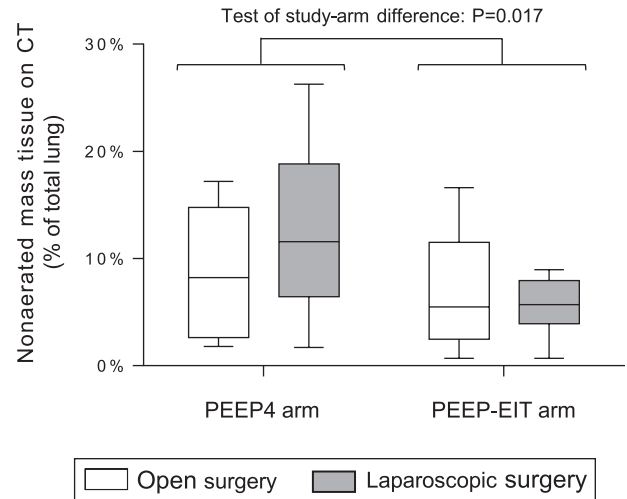 Test of study-arm difference: P=0.017
Nonaerated mass tissue on CT
(% of total lung)
30%
20%
10%
0%
PEEP4 arm
PEEP-EIT arm
Open surgery
Laparoscopic surgery